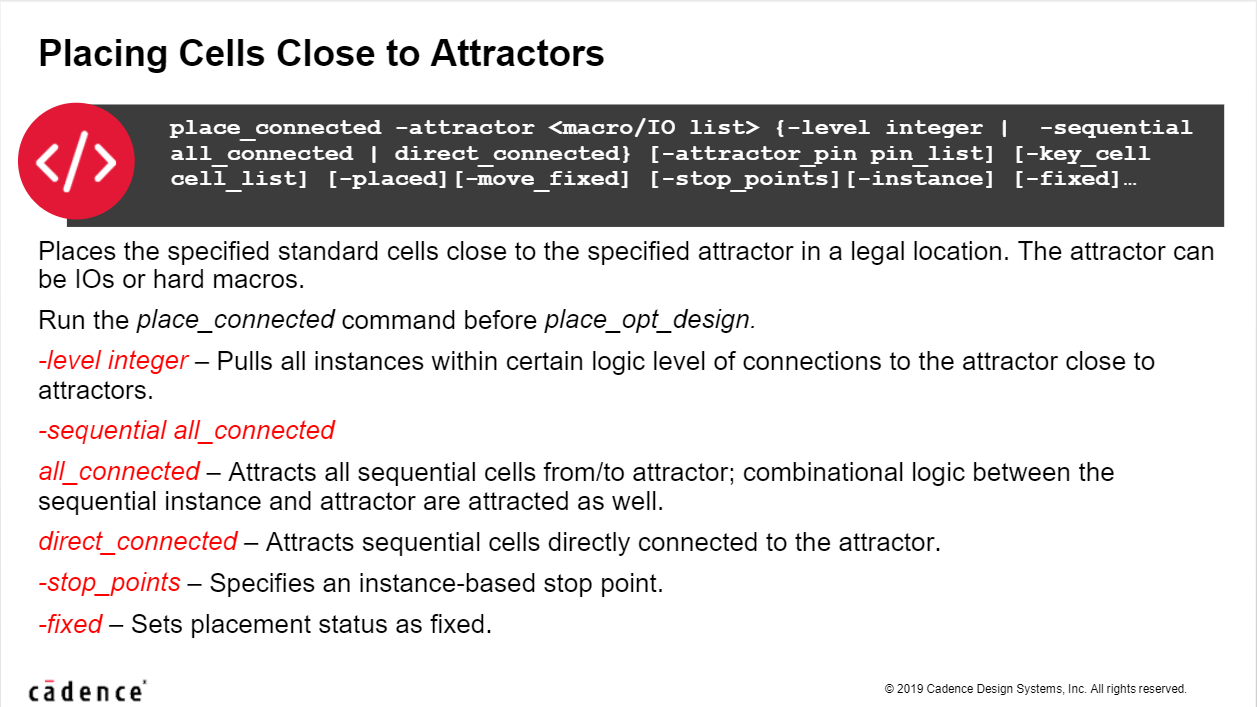 Placing Cells Close to Attractors
</>
place_connected –attractor <macro/IO list> {–level integer |  -sequential
all_connected | direct_connected} [–attractor_pin pin_list] [–key_cell
cell_list] [-placed][–move_fixed] [–stop_points][–instance] [–fixed]…
Places the specified standard cells close to the specified attractor in a legal location. The attractor can
be IOs or hard macros.
Run the place_connected command before place_opt_design.
-level integer – Pulls all instances within certain logic level of connections to the attractor close to
attractors.
-sequential all_connected
all_connected – Attracts all sequential cells from/to attractor; combinational logic between the
sequential instance and attractor are attracted as well.
direct_connected – Attracts sequential cells directly connected to the attractor.
-stop_points – Specifies an instance-based stop point.
-fixed – Sets placement status as fixed.
cādence
© 2019 Cadence Design Systems, Inc. All rights reserved.